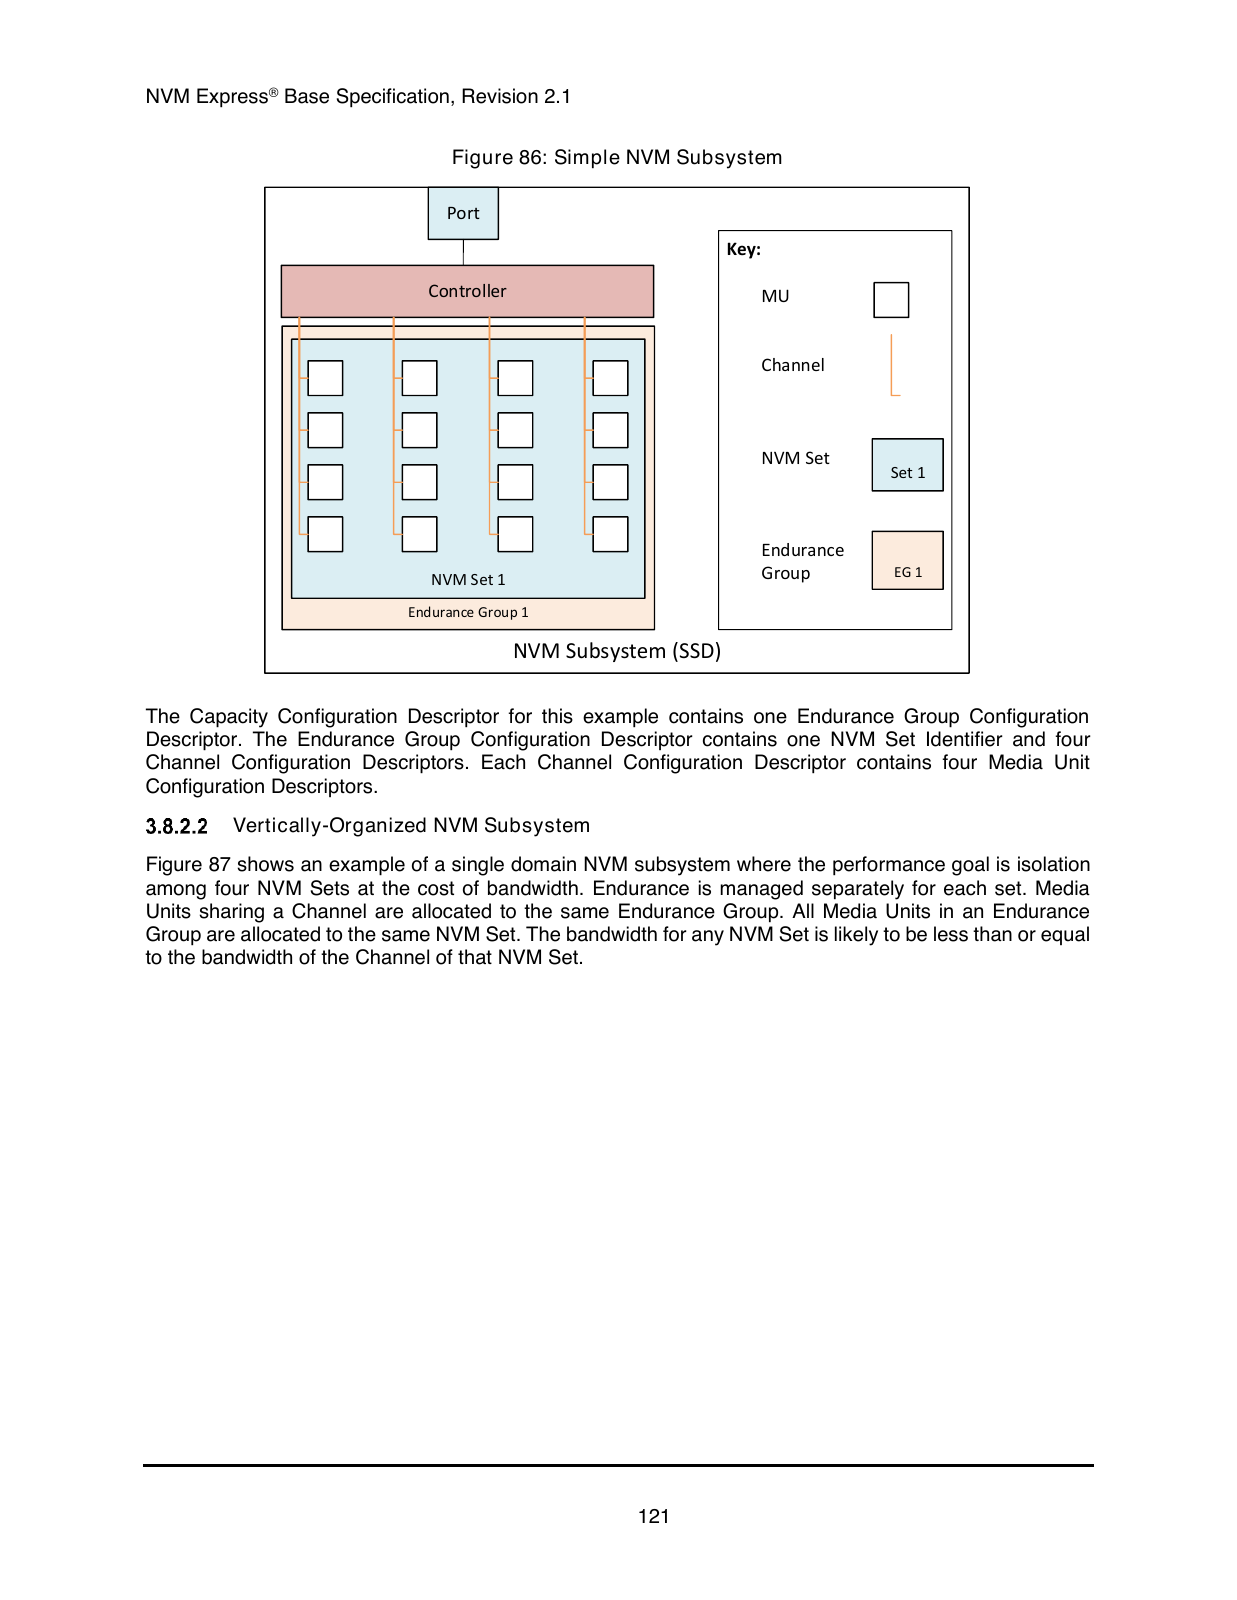 NVM Express® Base Specification, Revision 2.1
Figure 86: Simple NVM Subsystem
Port
Controller
NVM Set 1
Endurance Group 1
Key:
MU
Channel
NVM Set
Set 1
Endurance
Group
EG 1
NVM Subsystem (SSD)
The Capacity Configuration Descriptor for this example contains one Endurance Group Configuration
Descriptor. The Endurance Group Configuration Descriptor contains one NVM Set Identifier and four
Channel Configuration Descriptors. Each Channel Configuration Descriptor contains four Media Unit
Configuration Descriptors.
3.8.2.2 Vertically-Organized NVM Subsystem
Figure 87 shows an example of a single domain NVM subsystem where the performance goal is isolation
among four NVM Sets at the cost of bandwidth. Endurance is managed separately for each set. Media
Units sharing a Channel are allocated to the same Endurance Group. All Media Units in an Endurance
Group are allocated to the same NVM Set. The bandwidth for any NVM Set is likely to be less than or equal
to the bandwidth of the Channel of that NVM Set.
121